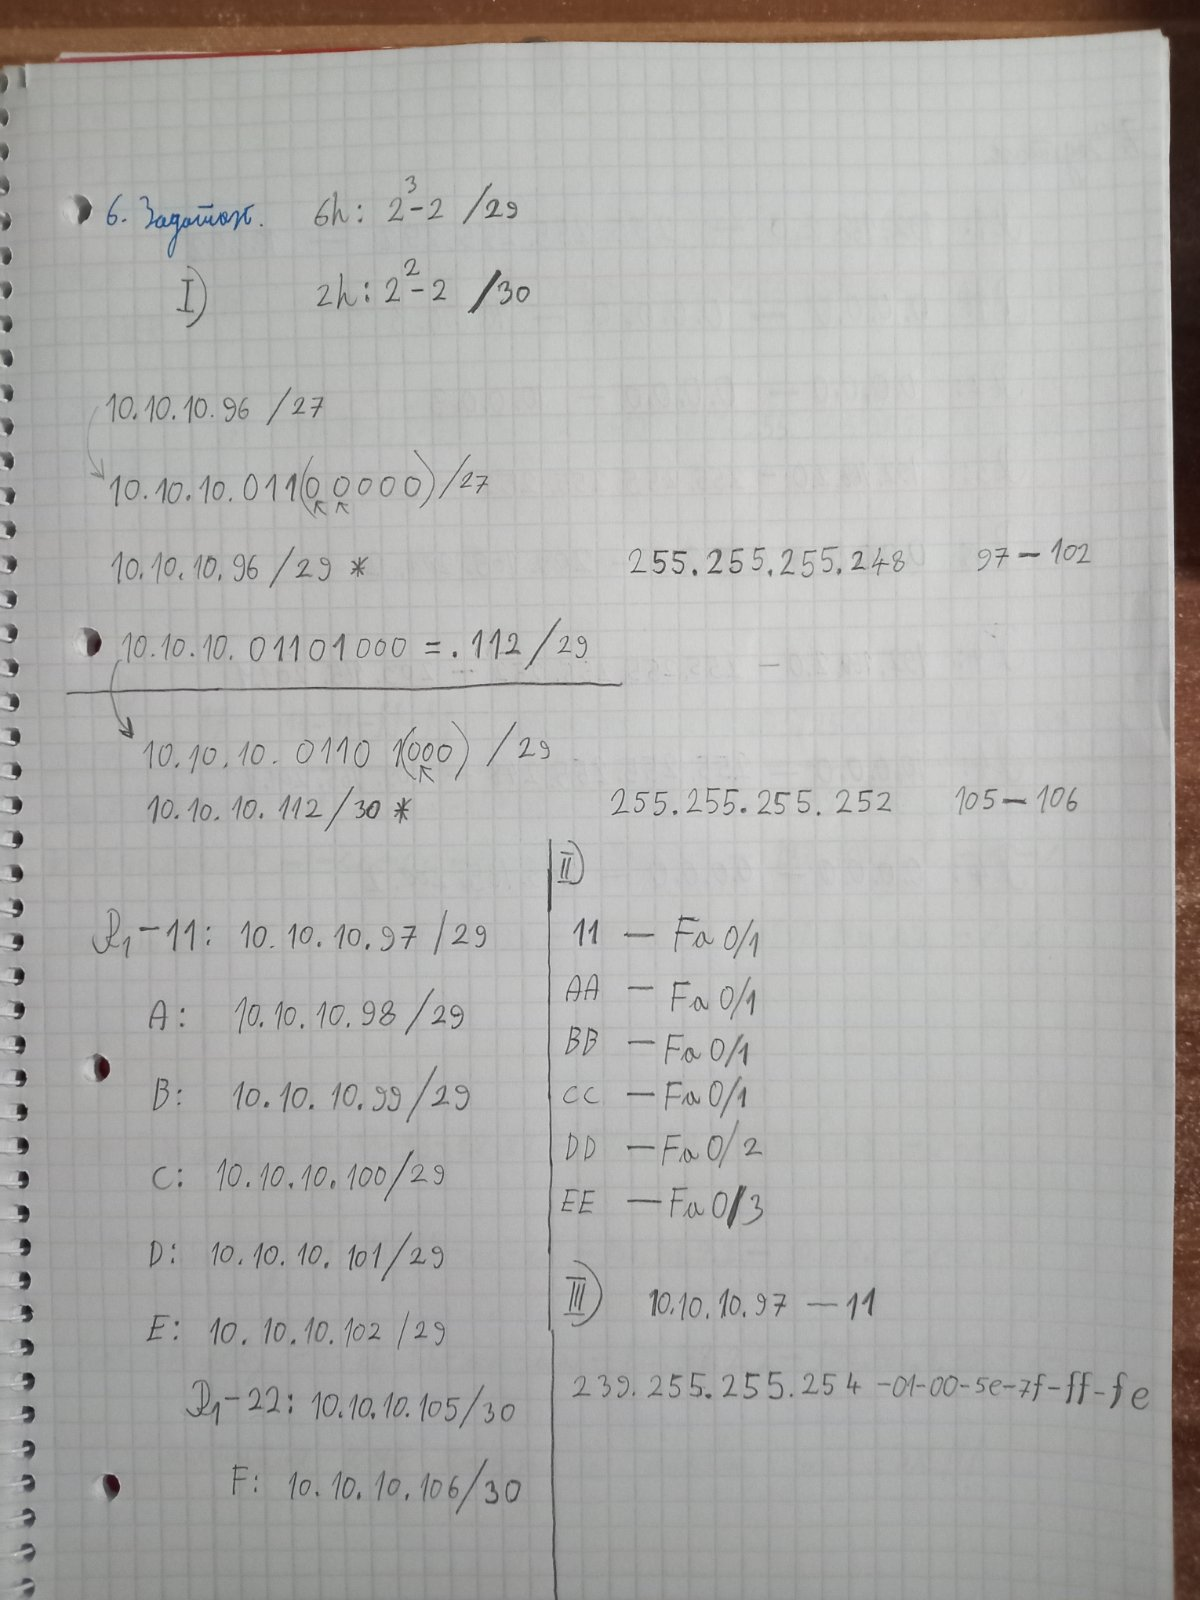 6. Задатак. 6h: 2³-2 /29
I) 2h: 2²-2 /30
10.10.10.96 /27
10.10.10.011(00000)/27
10.10.10.96 /29 * 255.255.255.248 97-102
10.10.10.01101000 = .112/29
10.10.10.01101(000) /29
10.10.10.112/30 * 255.255.255.252 105-106
R₁-11: 10.10.10.97/29
A: 10.10.10.98/29
B: 10.10.10.99/29
C: 10.10.10.100/29
D: 10.10.10.101/29
E: 10.10.10.102/29
R₁-22: 10.10.10.105/30
F: 10.10.10.106/30
II)
11 - Fa 0/1
AA - Fa 0/1
BB - Fa 0/1
CC - Fa 0/1
DD - Fa 0/2
EE - Fa 0/3
III) 10.10.10.97 - 11
239.255.255.254 -01-00-5e-7f-ff-fe